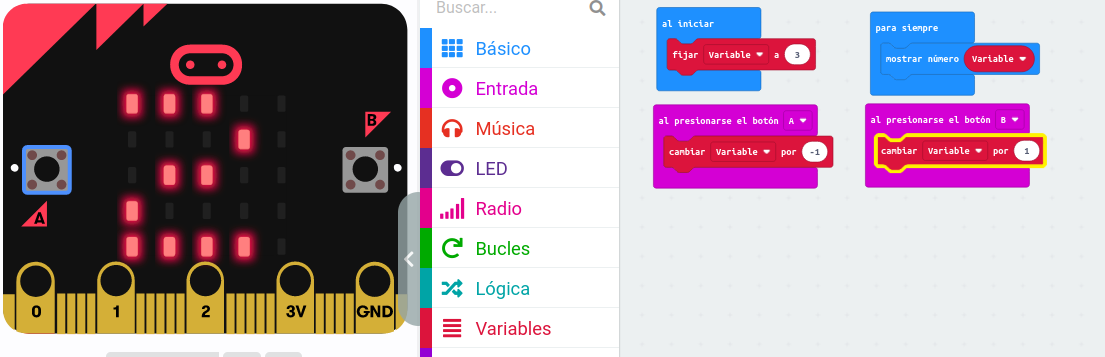 B
A
0 1 2 3V GND
Buscar...
Básico
Entrada
Música
LED
Radio
Bucles
Lógica
Variables
al iniciar
fijar Variable a 3
para siempre
mostrar número Variable
al presionarse el botón A
cambiar Variable por -1
al presionarse el botón B
cambiar Variable por 1